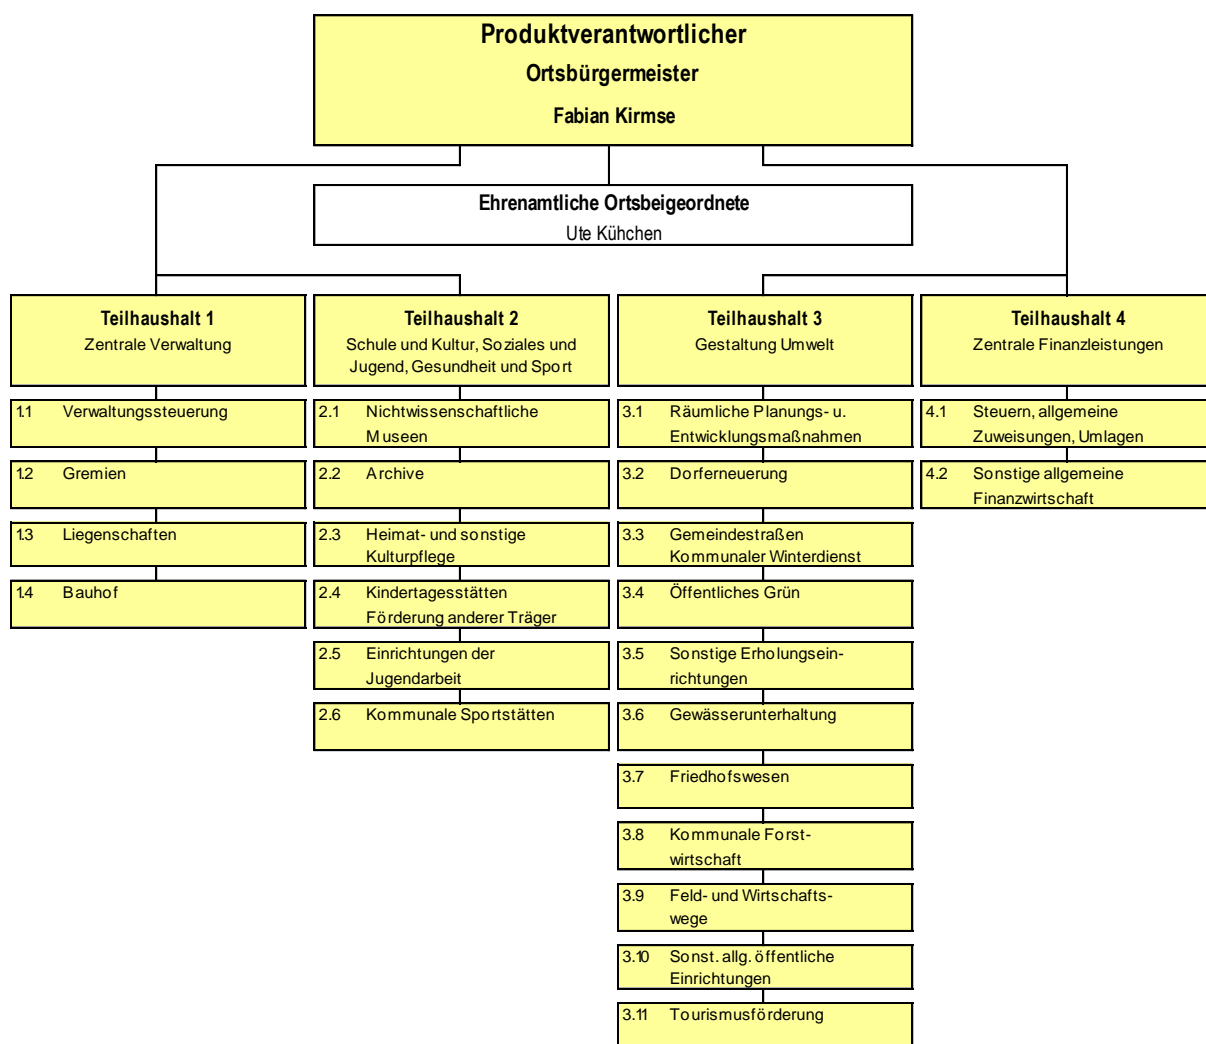 Produktverantwortlicher
Ortsbürgermeister
Fabian Kirmse
Ehrenamtliche Ortsbeigeordnete
Ute Kühchen
Teilhaushalt 1
Zentrale Verwaltung
1.1 Verwaltungssteuerung
1.2 Gremien
1.3 Liegenschaften
1.4 Bauhof
Teilhaushalt 2
Schule und Kultur, Soziales und
Jugend, Gesundheit und Sport
2.1 Nichtwissenschaftliche
Museen
2.2 Archive
2.3 Heimat- und sonstige
Kulturpflege
2.4 Kindertagesstätten
Förderung anderer Träger
2.5 Einrichtungen der
Jugendarbeit
2.6 Kommunale Sportstätten
Teilhaushalt 3
Gestaltung Umwelt
3.1 Räumliche Planungs- u.
Entwicklungsmaßnahmen
3.2 Dorferneuerung
3.3 Gemeindestraßen
Kommunaler Winterdienst
3.4 Öffentliches Grün
3.5 Sonstige Erholungsein-
richtungen
3.6 Gewässerunterhaltung
3.7 Friedhofswesen
3.8 Kommunale Forst-
wirtschaft
3.9 Feld- und Wirtschafts-
wege
3.10 Sonst. allg. öffentliche
Einrichtungen
3.11 Tourismusförderung
Teilhaushalt 4
Zentrale Finanzleistungen
4.1 Steuern, allgemeine
Zuweisungen, Umlagen
4.2 Sonstige allgemeine
Finanzwirtschaft